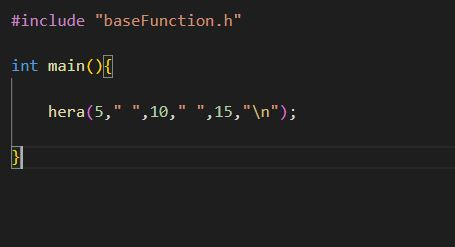 #include "baseFunction.h"
int main(){
hera(5," ",10," ",15,"\n");
}